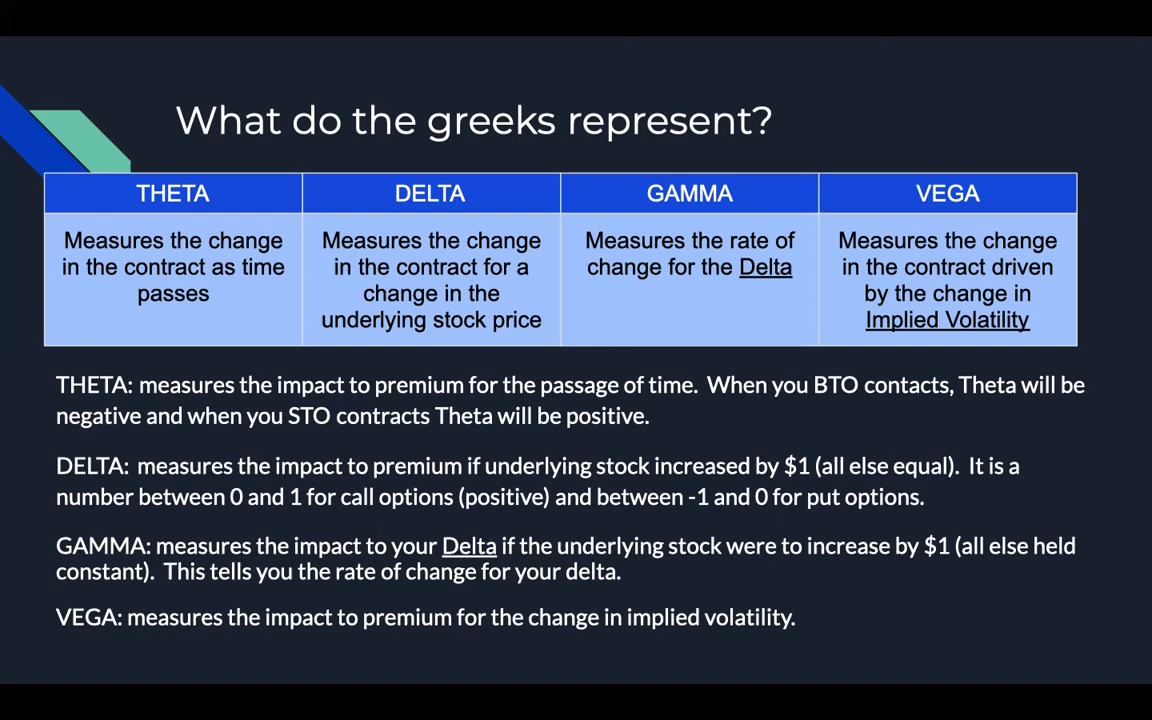 What do the greeks represent?
THETA
DELTA
GAMMA
VEGA
Measures the change
in the contract as time
passes
Measures the change
in the contract for a
change in the
underlying stock price
Measures the rate of
change for the Delta
Measures the change
in the contract driven
by the change in
Implied Volatility
THETA: measures the impact to premium for the passage of time. When you BTO contacts, Theta will be
negative and when you STO contracts Theta will be positive.
DELTA: measures the impact to premium if underlying stock increased by $1 (all else equal). It is a
number between 0 and 1 for call options (positive) and between -1 and 0 for put options.
GAMMA: measures the impact to your Delta if the underlying stock were to increase by $1 (all else held
constant). This tells you the rate of change for your delta.
VEGA: measures the impact to premium for the change in implied volatility.